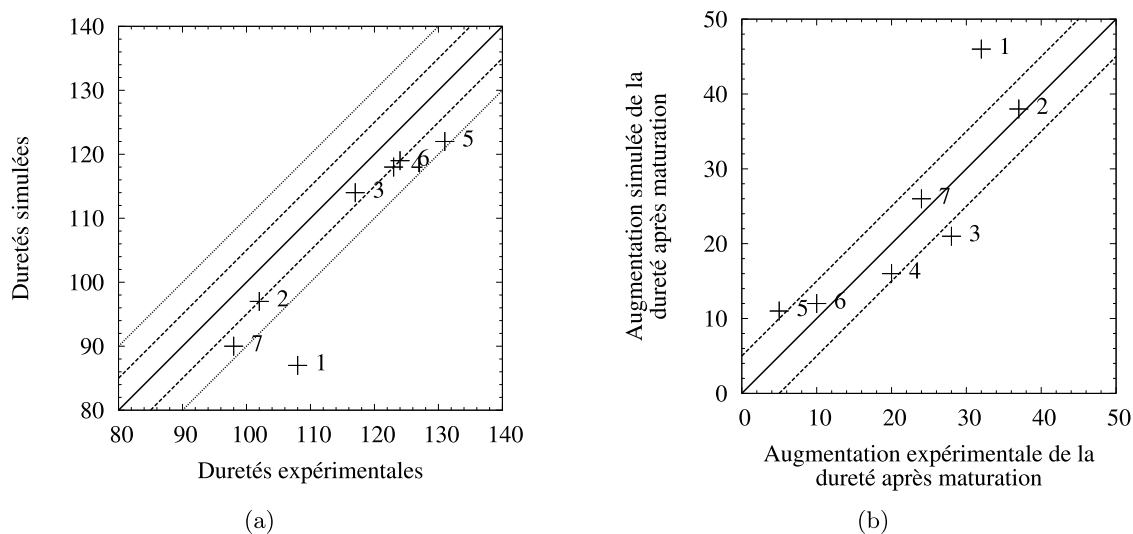 140
130
120
110
100
90
80
Duretés simulées
1
2
3
4
5
6
7
80 90 100 110 120 130 140
Duretés expérimentales
(a)
50
40
30
20
10
0
Augmentation simulée de la
dureté après maturation
1
2
3
4
5
6
7
0 10 20 30 40 50
Augmentation expérimentale de la
dureté après maturation
(b)